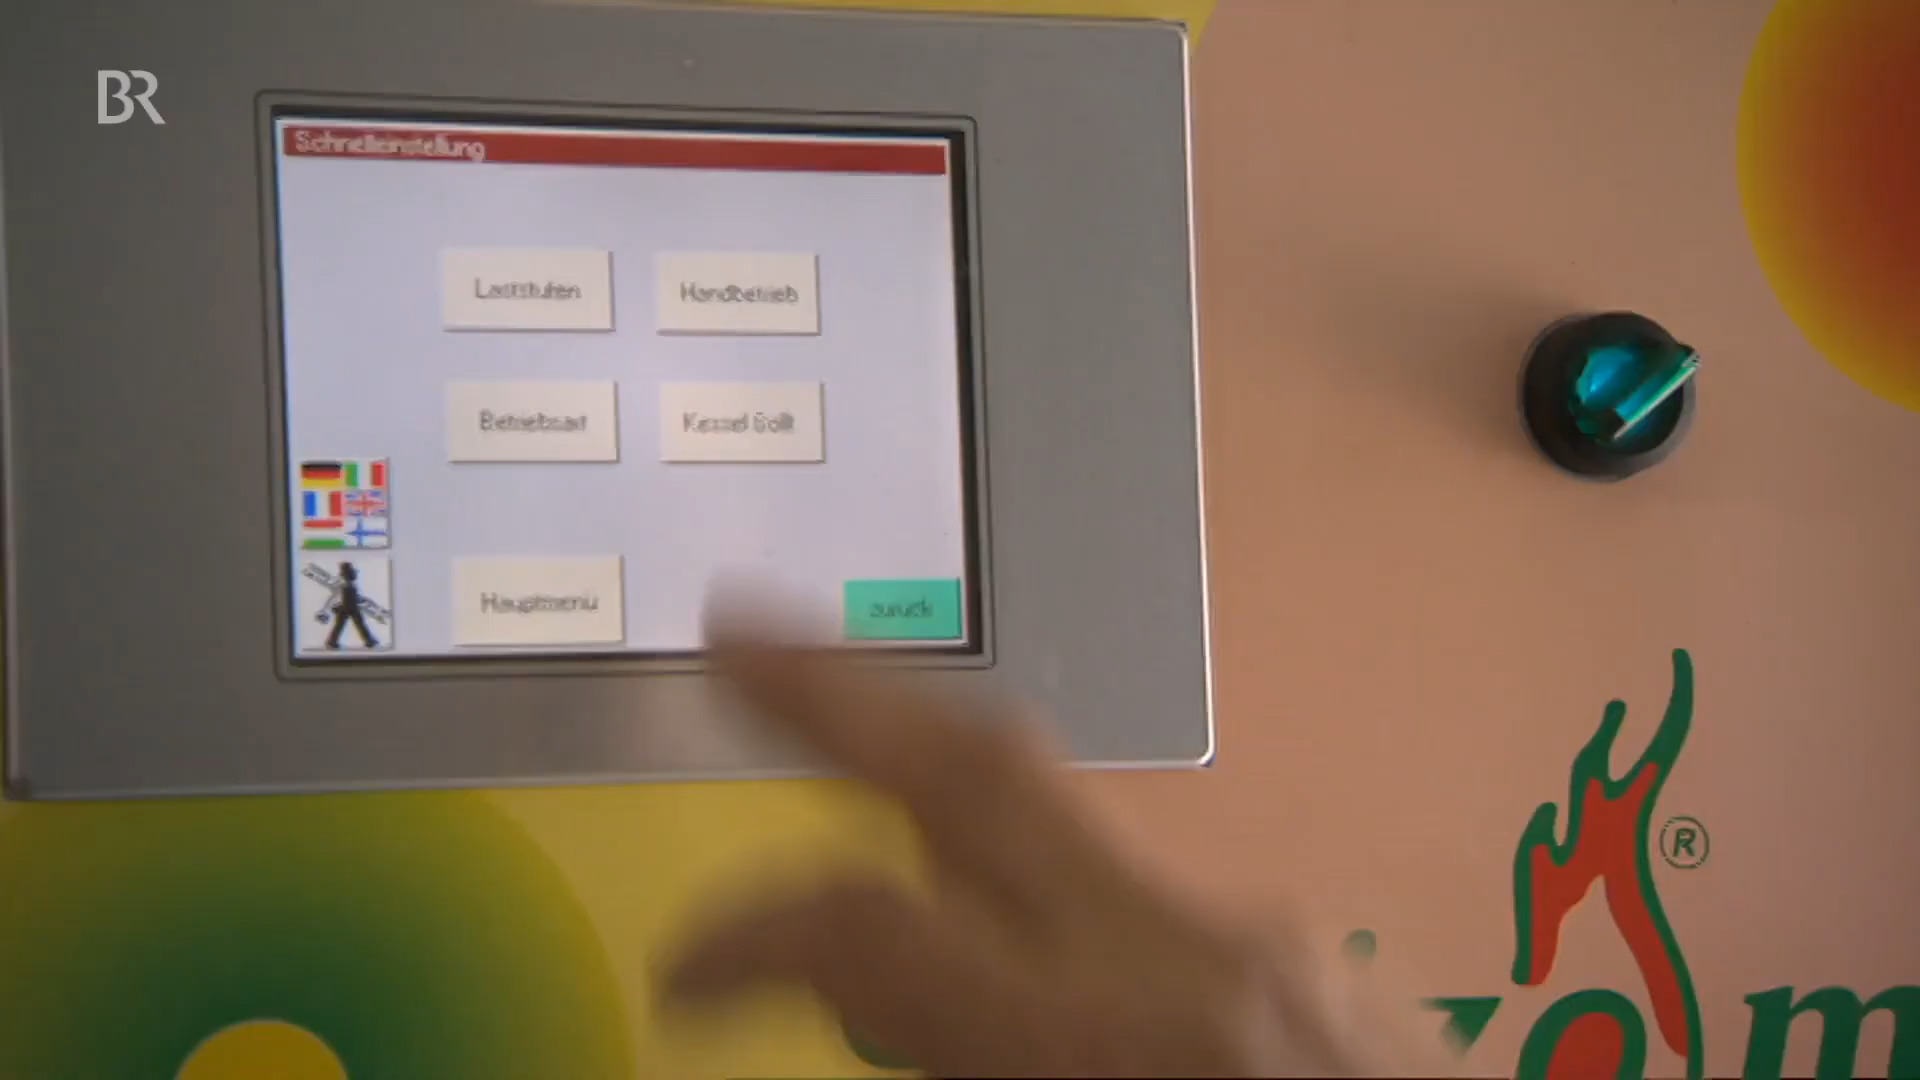 BR
Schnelleinstellung
Laststufen
Handbetrieb
Betriebsart
Kessel Soll
Hauptmenü
zurück
®